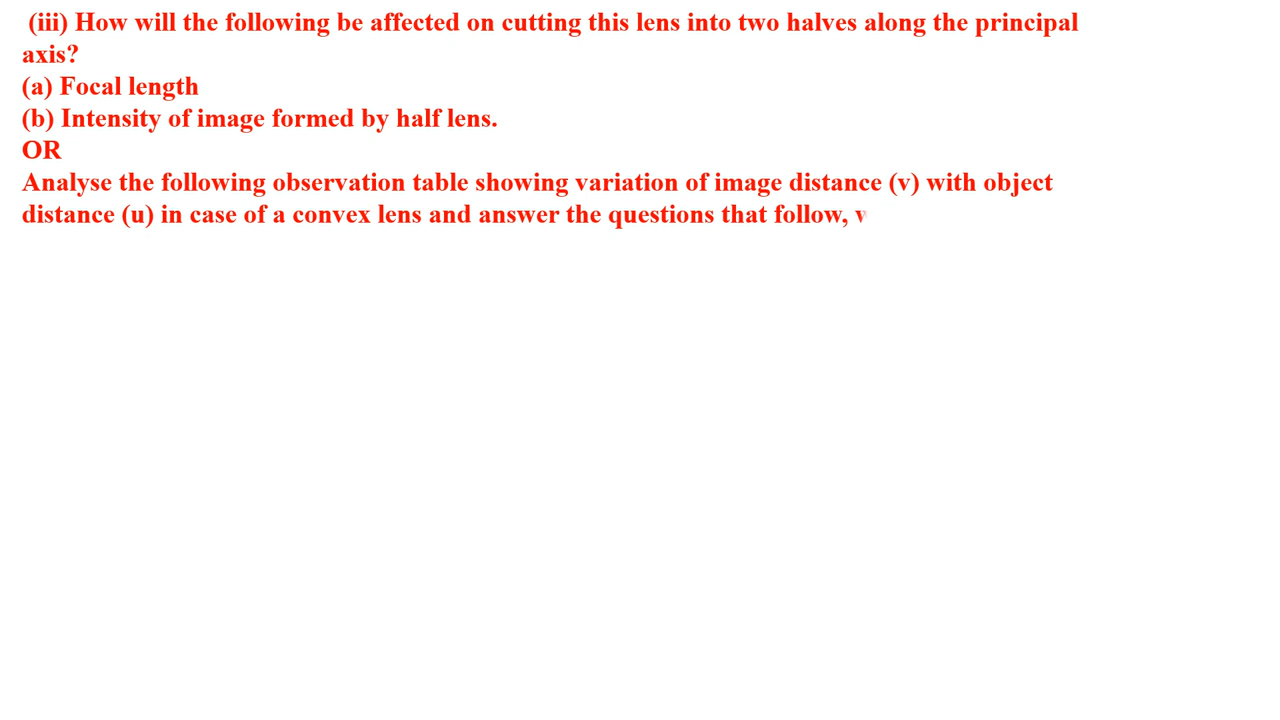 (iii) How will the following be affected on cutting this lens into two halves along the principal
axis?
(a) Focal length
(b) Intensity of image formed by half lens.
OR
Analyse the following observation table showing variation of image distance (v) with object
distance (u) in case of a convex lens and answer the questions that follow, v